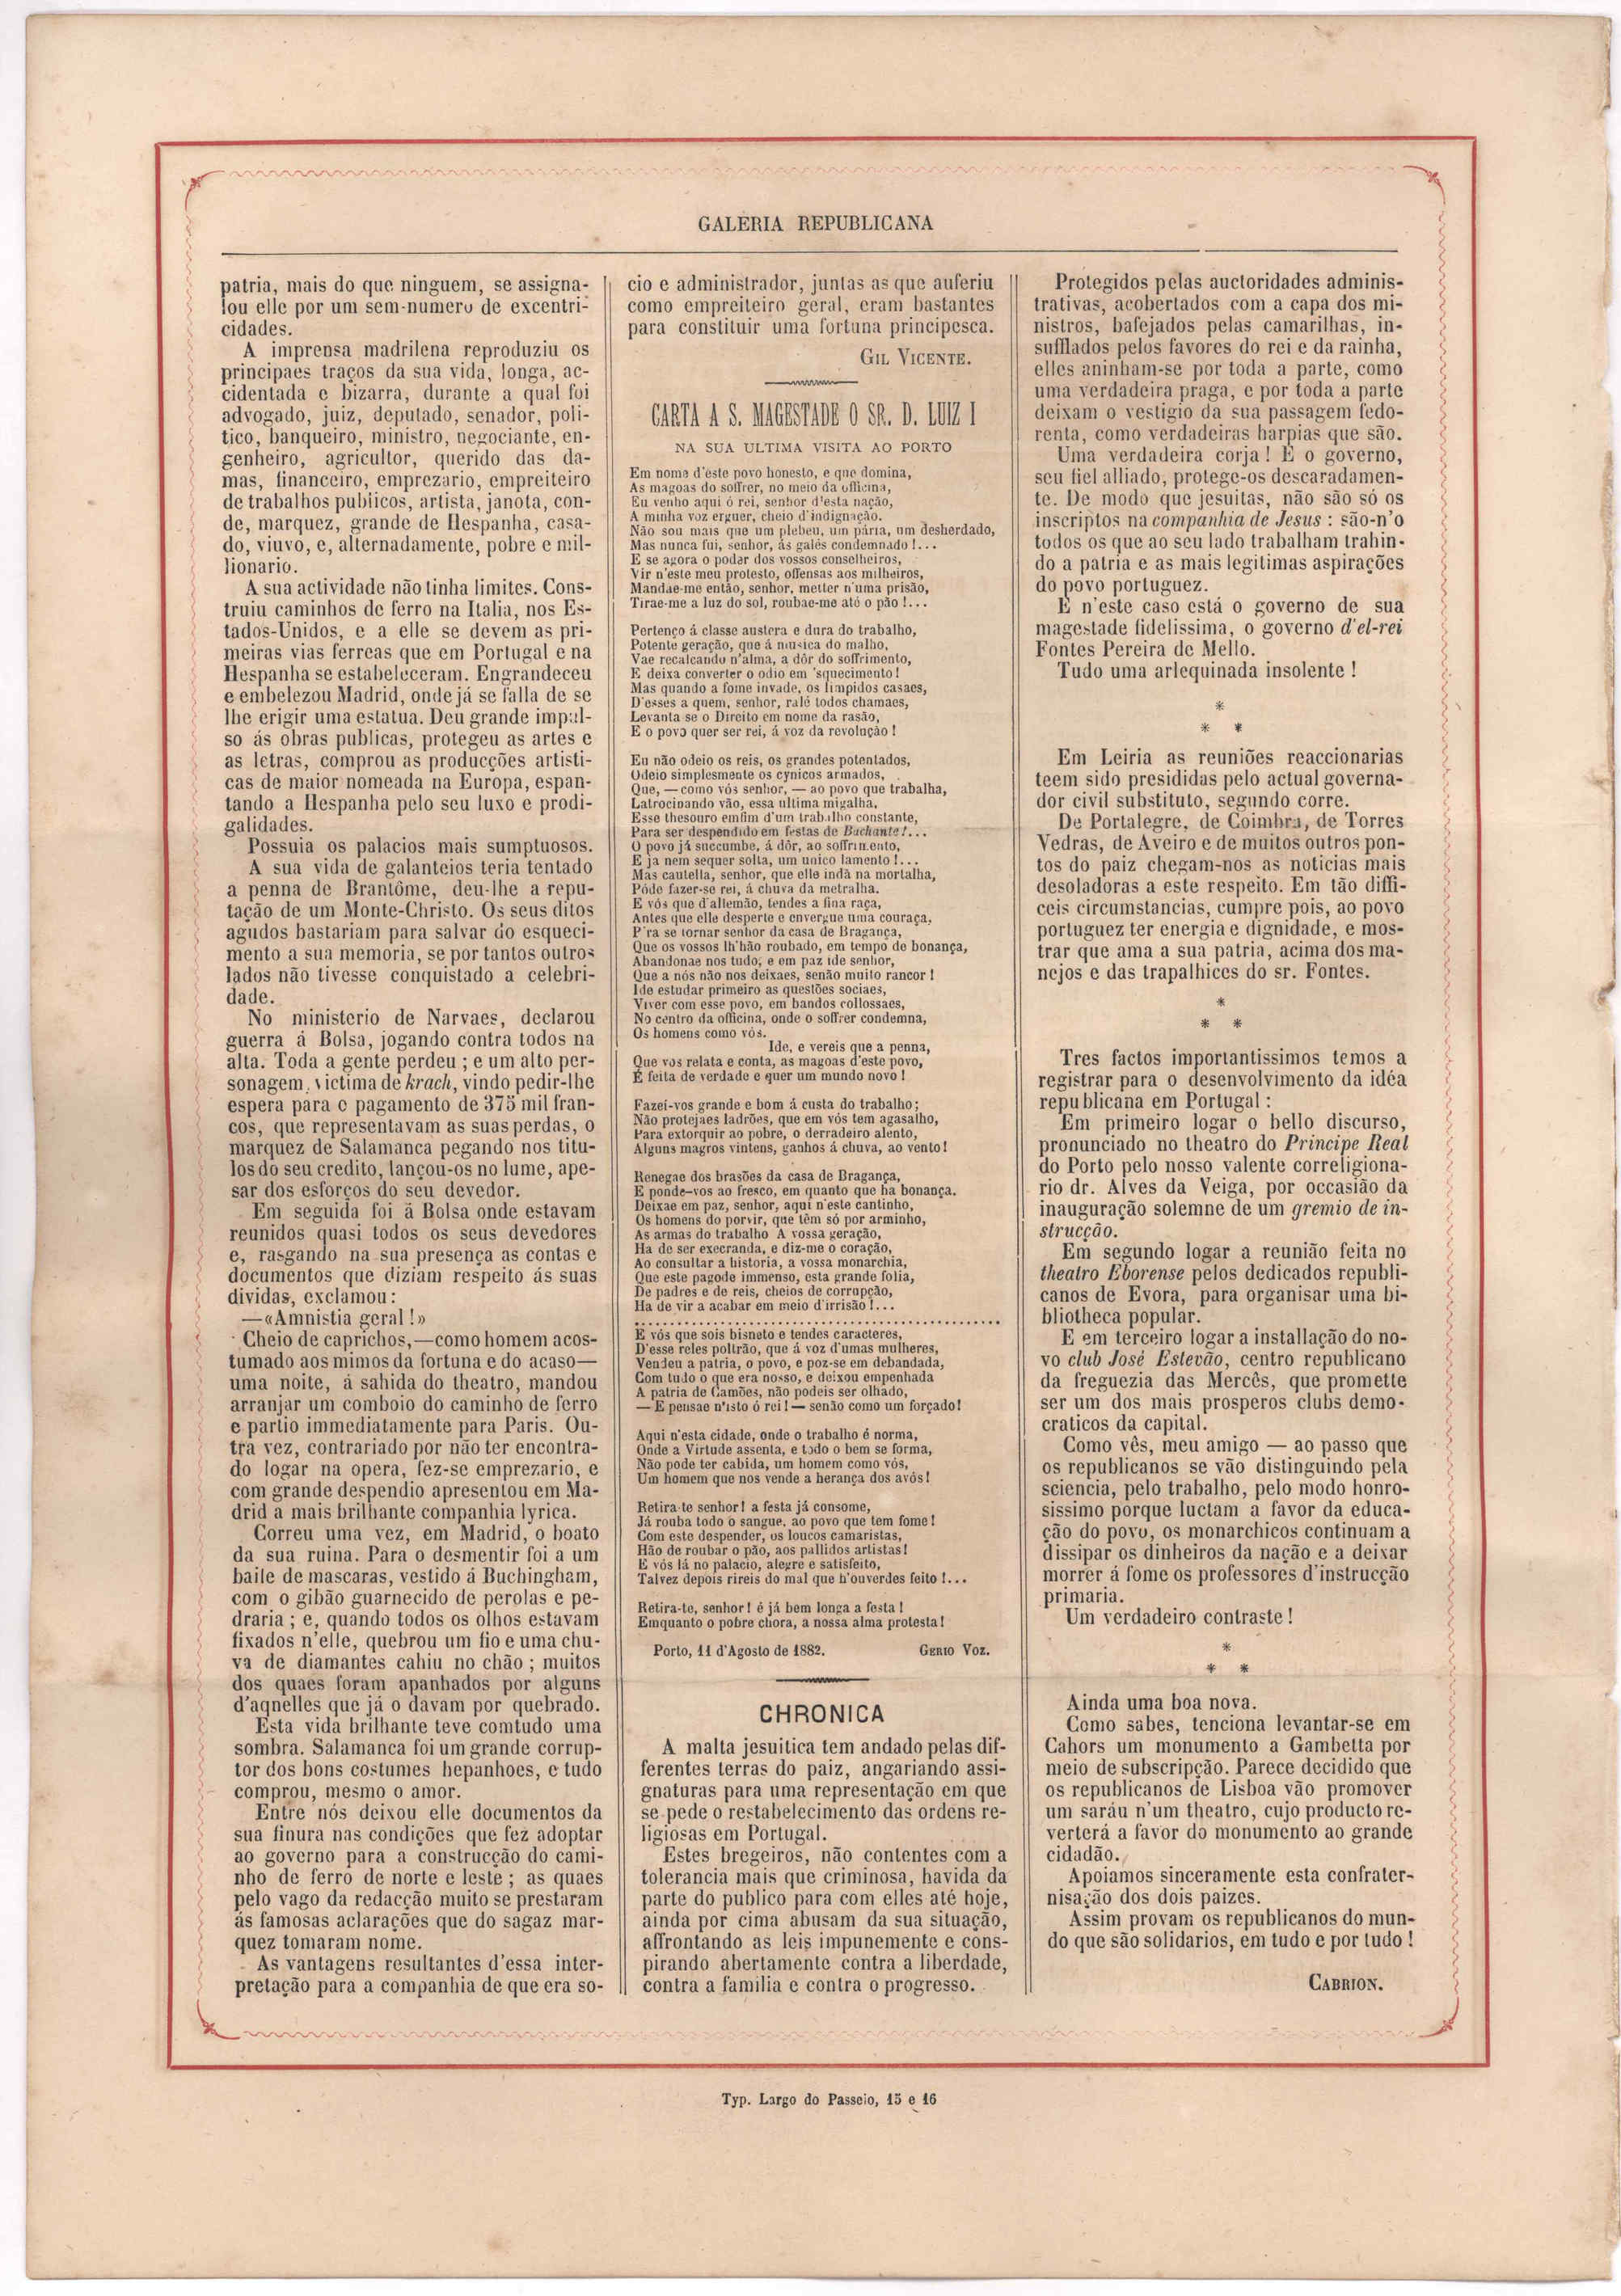 GALERIA REPUBLICANA
patria, mais do que ninguem, se assigna-
lou elle por um sem-numero de excentri-
cidades.
A imprensa madrilena reproduziu os
principaes traços da sua vida, longa, ac-
cidentada e bizarra, durante a qual foi
advogado, juiz, deputado, senador, poli-
tico, banqueiro, ministro, negociante, en-
genheiro, agricultor, querido das da-
mas, financeiro, emprezario, empreiteiro
de trabalhos publicos, artista, janota, con-
de, marquez, grande de Hespanha, casa-
do, viuvo, e, alternadamente, pobre e mil-
lionario.
A sua actividade não tinha limites. Cons-
truiu caminhos de ferro na Italia, nos Es-
tados-Unidos, e a elle se devem as pri-
meiras vias ferreas que em Portugal e na
Hespanha se estabeleceram. Engrandeceu
e embelezou Madrid, onde já se falla de se
lhe erigir uma estatua. Deu grande impul-
so ás obras publicas, protegeu as artes e
as letras, comprou as producções artisti-
cas de maior nomeada na Europa, espan-
tando a Hespanha pelo seu luxo e prodi-
galidades.
Possuia os palacios mais sumptuosos.
A sua vida de galanteios teria tentado
a penna de Brantôme, deu-lhe a repu-
tação de um Monte-Christo. Os seus ditos
agudos bastariam para salvar do esqueci-
mento a sua memoria, se por tantos outros
lados não tivesse conquistado a celebri-
dade.
No ministerio de Narvaes, declarou
guerra á Bolsa, jogando contra todos na
alta. Toda a gente perdeu ; e um alto per-
sonagem, victima de krach, vindo pedir-lhe
espera para o pagamento de 375 mil fran-
cos, que representavam as suas perdas, o
marquez de Salamanca pegando nos titu-
los do seu credito, lançou-os no lume, ape-
sar dos esforços do seu devedor.
Em seguida foi á Bolsa onde estavam
reunidos quasi todos os seus devedores
e, rasgando na sua presença as contas e
documentos que diziam respeito ás suas
dividas, exclamou :
—«Amnistia geral !»
Cheio de caprichos,—como homem acos-
tumado aos mimos da fortuna e do acaso—
uma noite, á sahida do theatro, mandou
arranjar um comboio do caminho de ferro
e partio immediatamente para Paris. Ou-
tra vez, contrariado por não ter encontra-
do logar na opera, fez-se emprezario, e
com grande despendio apresentou em Ma-
drid a mais brilhante companhia lyrica.
Correu uma vez, em Madrid, o boato
da sua ruina. Para o desmentir foi a um
baile de mascaras, vestido á Buchingham,
com o gibão guarnecido de perolas e pe-
draria ; e, quando todos os olhos estavam
fixados n'elle, quebrou um fio e uma chu-
va de diamantes cahiu no chão ; muitos
dos quaes foram apanhados por alguns
d'aqnelles que já o davam por quebrado.
Esta vida brilhante teve comtudo uma
sombra. Salamanca foi um grande corrup-
tor dos bons costumes hepanhoes, e tudo
comprou, mesmo o amor.
Entre nós deixou elle documentos da
sua finura nas condições que fez adoptar
ao governo para a construcção do cami-
nho de ferro de norte e leste ; as quaes
pelo vago da redacção muito se prestaram
ás famosas aclarações que do sagaz mar-
quez tomaram nome.
As vantagens resultantes d'essa inter-
pretação para a companhia de que era so-
cio e administrador, juntas as que auferiu
como empreiteiro geral, eram bastantes
para constituir uma fortuna principesca.
GIL VICENTE.
CARTA A S. MAGESTADE O SR. D. LUIZ I
NA SUA ULTIMA VISITA AO PORTO
Em nome d'este povo honesto, e que domina,
As magoas do soffrer, no meio da officina,
Eu venho aqui ó rei, senhor d'esta nação,
A minha voz erguer, cheio d'indignação.
Não sou mais que um plebeu, um pária, um desherdado,
Mas nunca fui, senhor, ás galés condemnado !...
E se agora o poder dos vossos conselheiros,
Vir n'este meu protesto, offensas aos milheiros,
Mandae-me então, senhor, metter n'uma prisão,
Tirae-me a luz do sol, roubae-me até o pão !...
Pertenço á classe austera e dura do trabalho,
Potente geração, que á musica do malho,
Vae recalcando n'alma, a dôr do soffrimento,
E deixa converter o odio em 'squecimento !
Mas quando a fome invade, os limpidos casaes,
D'esses a quem, senhor, ralé todos chamaes,
Levanta se o Direito em nome da rasão,
E o povo quer ser rei, á voz da revolução !
Eu não odeio os reis, os grandes potentados,
Odeio simplesmente os cynicos armados,
Que, — como vós senhor, — ao povo que trabalha,
Latrocinando vão, essa ultima migalha,
Esse thesouro emfim d'um trabalho constante,
Para ser despendido em festas de Bachante !...
O povo já succumbe, á dôr, ao soffrimento,
E ja nem sequer solta, um unico lamento !...
Mas cautella, senhor, que elle indà na mortalha,
Póde fazer-se rei, á chuva da metralha.
E vós que d'allemão, tendes a fina raça,
Antes que elle desperte e envergue uma couraça,
P'ra se tornar senhor da casa de Bragança,
Que os vossos lh'hão roubado, em tempo de bonança,
Abandonae nos tudo; e em paz ide senhor,
Que a nós não nos deixaes, senão muito rancor !
Ide estudar primeiro as questões sociaes,
Viver com esse povo, em bandos collossaes,
No centro da officina, onde o soffrer condemna,
Os homens como vós.
Ide, e vereis que a penna,
Que vos relata e conta, as magoas d'este povo,
É feita de verdade e quer um mundo novo !
Fazei-vos grande e bom á custa do trabalho ;
Não protejaes ladrões, que em vós tem agasalho,
Para extorquir ao pobre, o derradeiro alento,
Alguns magros vintens, ganhos á chuva, ao vento !
Renegae dos brasões da casa de Bragança,
E ponde-vos ao fresco, em quanto que ha bonança.
Deixae em paz, senhor, aqui n'este cantinho,
Os homens do porvir, que têm só por arminho,
As armas do trabalho A vossa geração,
Ha de ser execranda, e diz-me o coração,
Ao consultar a historia, a vossa monarchia,
Que este pagode immenso, esta grande folia,
De padres e de reis, cheios de corrupção,
Ha de vir a acabar em meio d'irrisão !...
..................................................
E vós que sois bisneto e tendes caracteres,
D'esse reles poltrão, que á voz d'umas mulheres,
Vendeu a patria, o povo, e poz-se em debandada,
Com tudo o que era nosso, e deixou empenhada
A patria de Camões, não podeis ser olhado,
— E pensae n'isto ó rei ! — senão como um forçado !
Aqui n'esta cidade, onde o trabalho é norma,
Onde a Virtude assenta, e todo o bem se forma,
Não pode ter cabida, um homem como vós,
Um homem que nos vende a herança dos avós !
Retira-te senhor ! a festa já consome,
Já rouba todo o sangue, ao povo que tem fome !
Com este despender, os loucos camaristas,
Hão de roubar o pão, aos pallidos artistas !
E vós lá no palacio, alegre e satisfeito,
Talvez depois rireis do mal que h'ouverdes feito !...
Retira-te, senhor ! é já bem longa a festa !
Emquanto o pobre chora, a nossa alma protesta !
Porto, 11 d'Agosto de 1882. GERIO VOZ.
CHRONICA
A malta jesuitica tem andado pelas dif-
ferentes terras do paiz, angariando assi-
gnaturas para uma representação em que
se pede o restabelecimento das ordens re-
ligiosas em Portugal.
Estes bregeiros, não contentes com a
tolerancia mais que criminosa, havida da
parte do publico para com elles até hoje,
ainda por cima abusam da sua situação,
affrontando as leis impunemente e cons-
pirando abertamente contra a liberdade,
contra a familia e contra o progresso.
Protegidos pelas auctoridades adminis-
trativas, acobertados com a capa dos mi-
nistros, bafejados pelas camarilhas, in-
sufflados pelos favores do rei e da rainha,
elles aninham-se por toda a parte, como
uma verdadeira praga, e por toda a parte
deixam o vestigio da sua passagem fedo-
renta, como verdadeiras harpias que são.
Uma verdadeira corja ! E o governo,
seu fiel alliado, protege-os descaradamen-
te. De modo que jesuitas, não são só os
inscriptos na companhia de Jesus : são-n'o
todos os que ao seu lado trabalham trahin-
do a patria e as mais legitimas aspirações
do povo portuguez.
E n'este caso está o governo de sua
magestade fidelissima, o governo d'el-rei
Fontes Pereira de Mello.
Tudo uma arlequinada insolente !
*
* *
Em Leiria as reuniões reaccionarias
teem sido presididas pelo actual governa-
dor civil substituto, segundo corre.
De Portalegre, de Coimbra, de Torres
Vedras, de Aveiro e de muitos outros pon-
tos do paiz chegam-nos as noticias mais
desoladoras a este respeito. Em tão diffi-
ceis circumstancias, cumpre pois, ao povo
portuguez ter energia e dignidade, e mos-
trar que ama a sua patria, acima dos ma-
nejos e das trapalhices do sr. Fontes.
*
* *
Tres factos importantissimos temos a
registrar para o desenvolvimento da idéa
republicana em Portugal :
Em primeiro logar o bello discurso,
pronunciado no theatro do Principe Real
do Porto pelo nosso valente correligiona-
rio dr. Alves da Veiga, por occasião da
inauguração solemne de um gremio de in-
strucção.
Em segundo logar a reunião feita no
theatro Eborense pelos dedicados republi-
canos de Evora, para organisar uma bi-
bliotheca popular.
E em terceiro logar a installação do no-
vo club José Estevão, centro republicano
da freguezia das Mercês, que promette
ser um dos mais prosperos clubs demo-
craticos da capital.
Como vês, meu amigo — ao passo que
os republicanos se vão distinguindo pela
sciencia, pelo trabalho, pelo modo honro-
sissimo porque luctam a favor da educa-
ção do povo, os monarchicos continuam a
dissipar os dinheiros da nação e a deixar
morrer á fome os professores d'instrucção
primaria.
Um verdadeiro contraste !
*
* *
Ainda uma boa nova.
Como sabes, tenciona levantar-se em
Cahors um monumento a Gambetta por
meio de subscripção. Parece decidido que
os republicanos de Lisboa vão promover
um saráu n'um theatro, cujo producto re-
verterá a favor do monumento ao grande
cidadão.
Apoiamos sinceramente esta confrater-
nisação dos dois paizes.
Assim provam os republicanos do mun-
do que são solidarios, em tudo e por tudo !
CABRION.
Typ. Largo do Passeio, 15 e 16